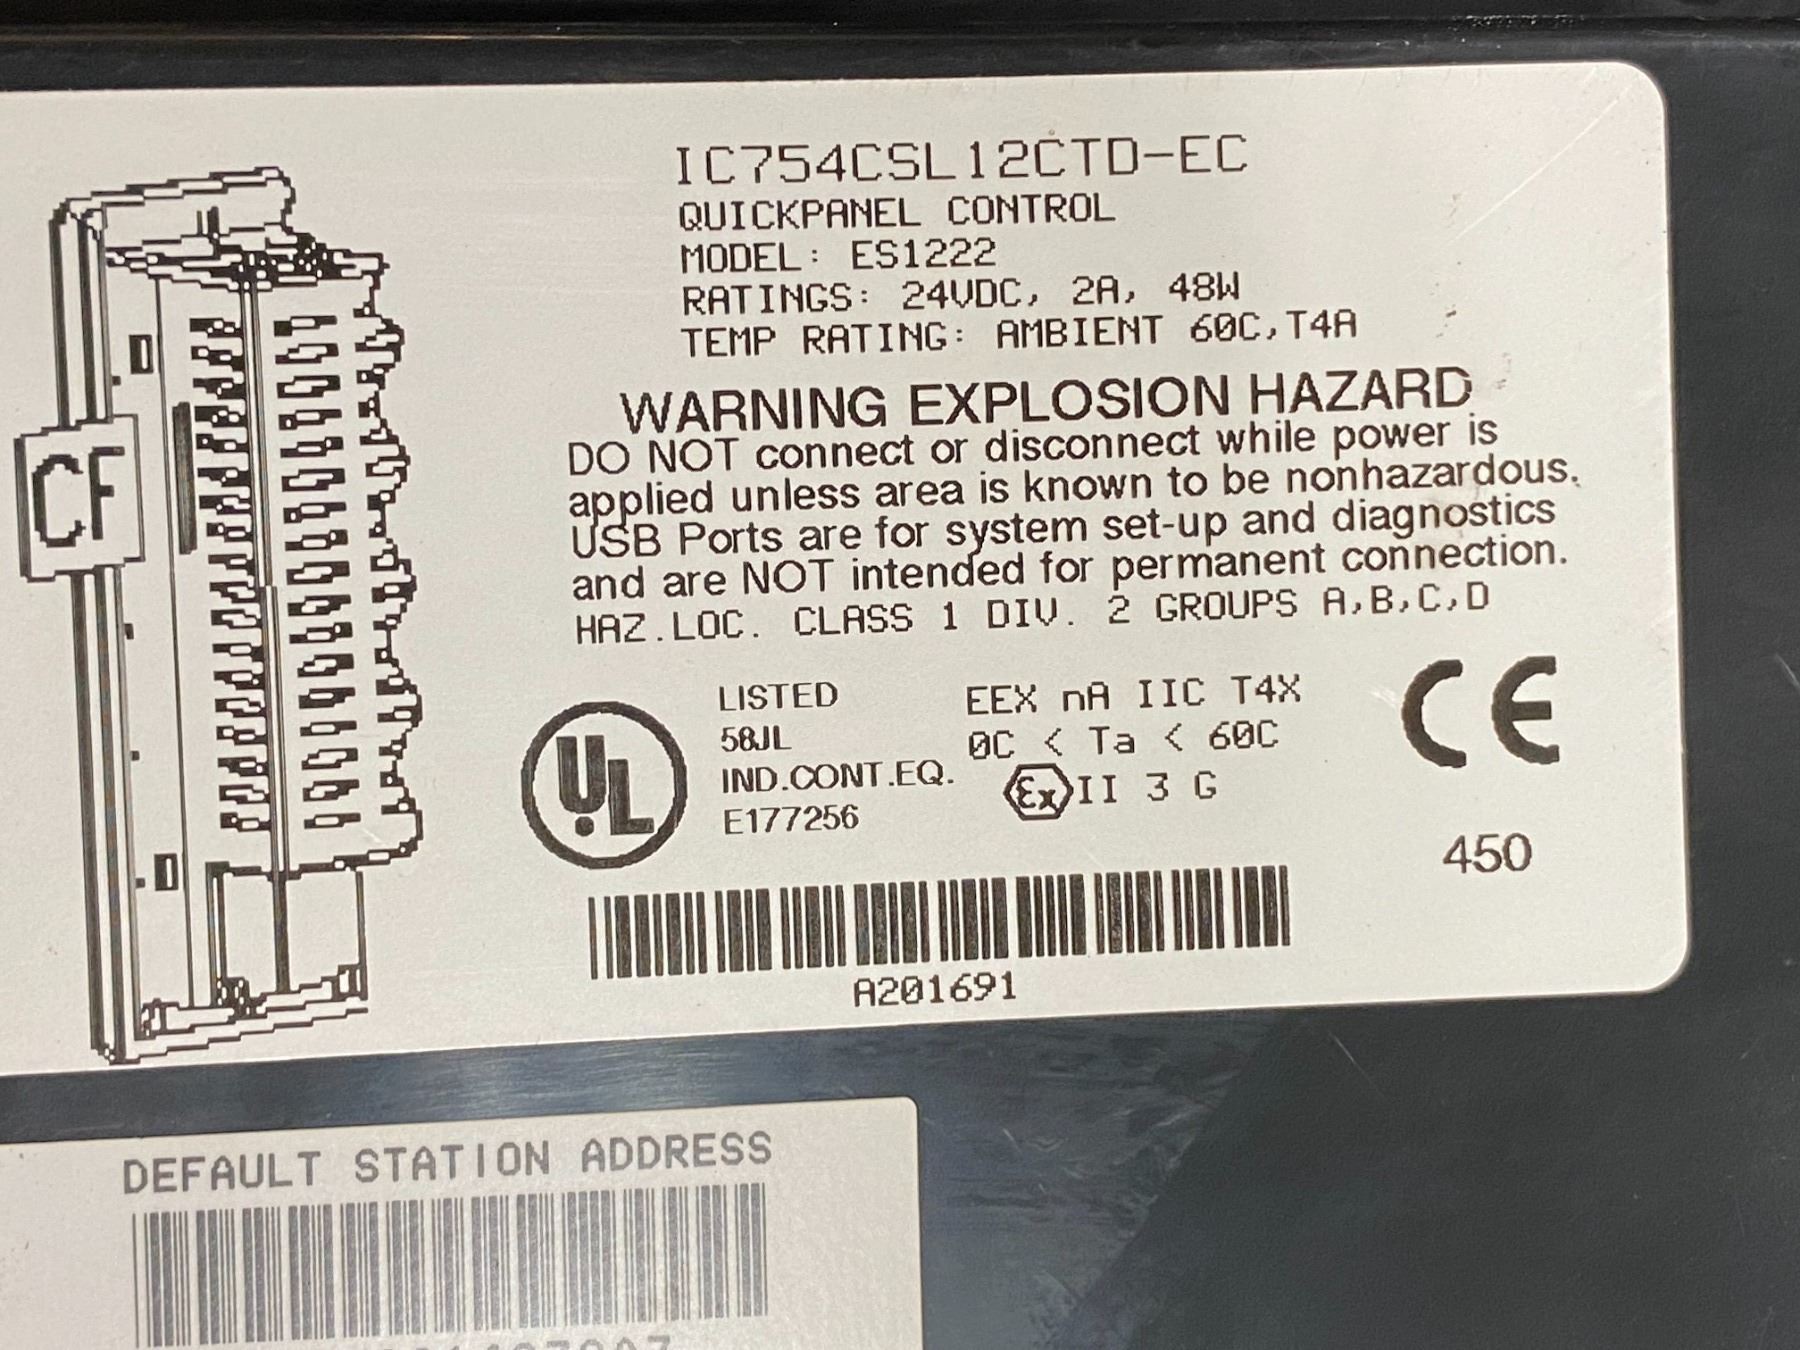 IC754CSL12CTD-EC
QUICKPANEL CONTROL
MODEL: ES1222
RATINGS: 24VDC, 2A, 48W
TEMP RATING: AMBIENT 60C,T4A
WARNING EXPLOSION HAZARD
DO NOT connect or disconnect while power is
applied unless area is known to be nonhazardous.
USB Ports are for system set-up and diagnostics
and are NOT intended for permanent connection.
HAZ.LOC. CLASS 1 DIV. 2 GROUPS A,B,C,D
CF
UL
LISTED
58JL
IND.CONT.EQ.
E177256
EEX nA IIC T4X
0C < Ta < 60C
Ex II 3 G
CE
450
A201691
DEFAULT STATION ADDRESS